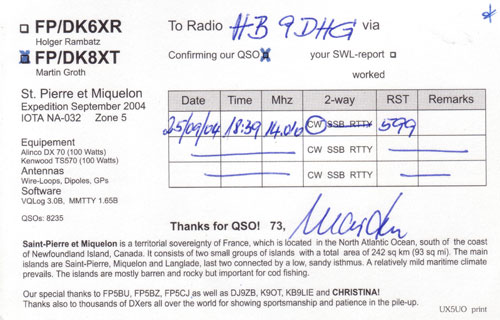 FP/DK6XR
Holger Rambatz
FP/DK8XT
Martin Groth
To Radio HB9DHG via
Confirming our QSO X your SWL-report
worked
St. Pierre et Miquelon
Expedition September 2004
IOTA NA-032 Zone 5
Equipement
Alinco DX 70 (100 Watts)
Kenwood TS570 (100 Watts)
Antennas
Wire-Loops, Dipoles, GPs
Software
VQLog 3.0B, MMTTY 1.65B
QSOs: 8235
Date Time Mhz 2-way RST Remarks
25/09/04 18:39 14.010 CW SSB RTTY 599
CW SSB RTTY
CW SSB RTTY
Thanks for QSO! 73,
Saint-Pierre et Miquelon is a territorial sovereignty of France, which is located in the North Atlantic Ocean, south of the coast
of Newfoundland Island, Canada. It consists of two small groups of islands with a total area of 242 sq km (93 sq mi). The main
islands are Saint-Pierre, Miquelon and Langlade, last two connected by a low, sandy isthmus. A relatively mild maritime climate
prevails. The islands are mostly barren and rocky but important for cod fishing.
Our special thanks to FP5BU, FP5BZ, FP5CJ as well as DJ9ZB, K9OT, KB9LIE and CHRISTINA!
Thanks also to thousands of DXers all over the world for showing sportsmanship and patience in the pile-up.
UX5UO print